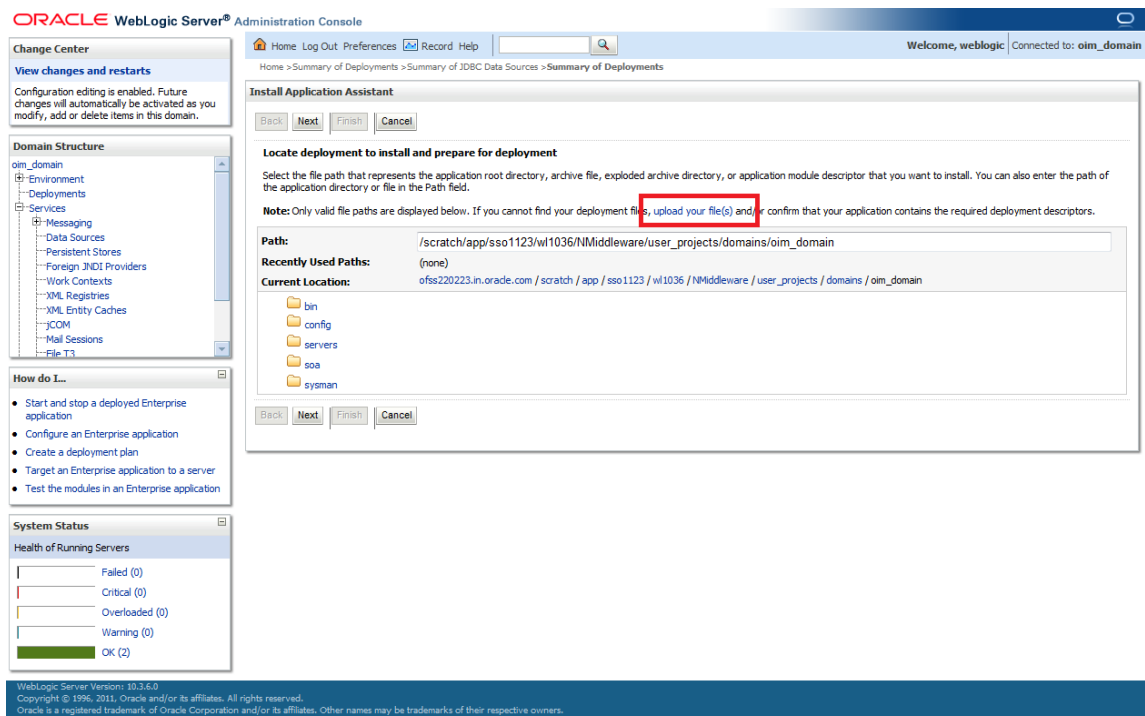 ORACLE WebLogic Server® Administration Console
Change Center
View changes and restarts
Configuration editing is enabled. Future
changes will automatically be activated as you
modify, add or delete items in this domain.
Domain Structure
oim_domain
Environment
Deployments
Services
Messaging
Data Sources
Persistent Stores
Foreign JNDI Providers
Work Contexts
XML Registries
XML Entity Caches
jCOM
Mail Sessions
File T3
How do I...
Start and stop a deployed Enterprise
application
Configure an Enterprise application
Create a deployment plan
Target an Enterprise application to a server
Test the modules in an Enterprise application
System Status
Health of Running Servers
Failed (0)
Critical (0)
Overloaded (0)
Warning (0)
OK (2)
Home Log Out Preferences Record Help
Welcome, weblogic Connected to: oim_domain
Home >Summary of Deployments >Summary of JDBC Data Sources >Summary of Deployments
Install Application Assistant
Back Next Finish Cancel
Locate deployment to install and prepare for deployment
Select the file path that represents the application root directory, archive file, exploded archive directory, or application module descriptor that you want to install. You can also enter the path of
the application directory or file in the Path field.
Note: Only valid file paths are displayed below. If you cannot find your deployment files, upload your file(s) and/or confirm that your application contains the required deployment descriptors.
Path: /scratch/app/sso1123/wl1036/NMiddleware/user_projects/domains/oim_domain
Recently Used Paths: (none)
Current Location: ofss220223.in.oracle.com / scratch / app / sso1123 / wl1036 / NMiddleware / user_projects / domains / oim_domain
bin
config
servers
soa
sysman
Back Next Finish Cancel
WebLogic Server Version: 10.3.6.0
Copyright © 1996, 2011, Oracle and/or its affiliates. All rights reserved.
Oracle is a registered trademark of Oracle Corporation and/or its affiliates. Other names may be trademarks of their respective owners.